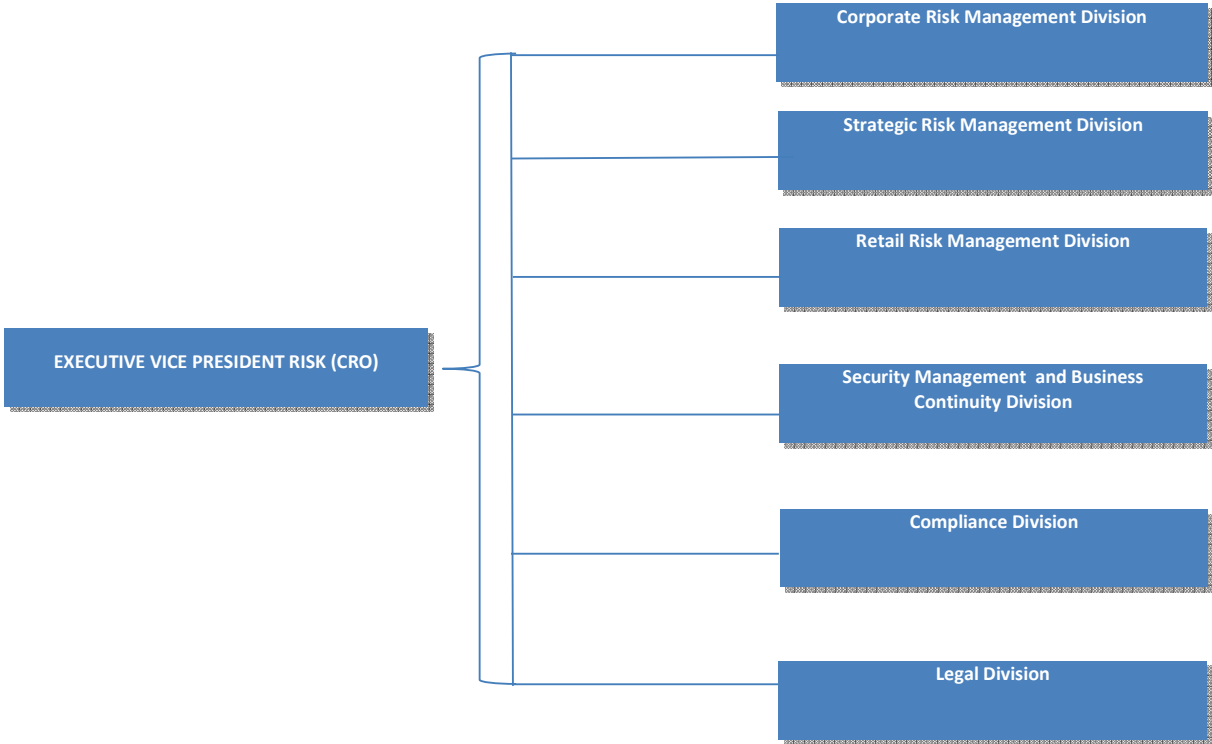 Corporate Risk Management Division
Strategic Risk Management Division
Retail Risk Management Division
EXECUTIVE VICE PRESIDENT RISK (CRO)
Security Management and Business
Continuity Division
Compliance Division
Legal Division